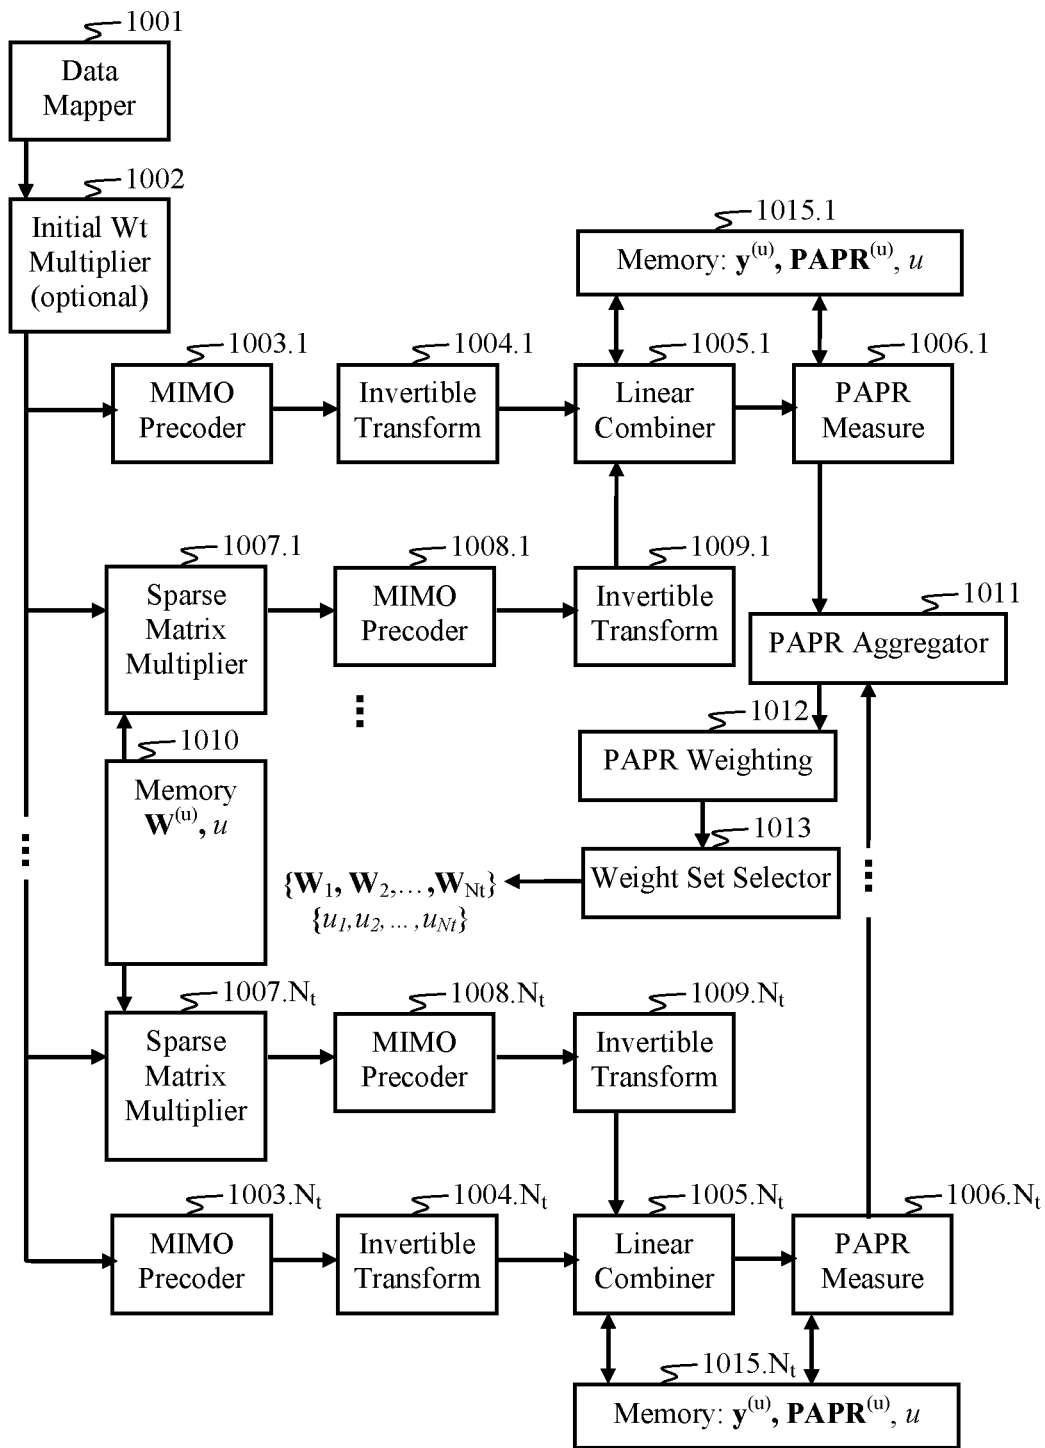 1001
Data
Mapper
1002
Initial Wt
Multiplier
(optional)
1015.1
Memory: y(u), PAPR(u), u
1003.1
MIMO
Precoder
1004.1
Invertible
Transform
1005.1
Linear
Combiner
1006.1
PAPR
Measure
1007.1
Sparse
Matrix
Multiplier
1008.1
MIMO
Precoder
1009.1
Invertible
Transform
1011
PAPR Aggregator
1010
Memory
W(u), u
1012
PAPR Weighting
1013
Weight Set Selector
{W1, W2,...,WNt}
{u1,u2, ... ,uNt}
1007.Nt
Sparse
Matrix
Multiplier
1008.Nt
MIMO
Precoder
1009.Nt
Invertible
Transform
1003.Nt
MIMO
Precoder
1004.Nt
Invertible
Transform
1005.Nt
Linear
Combiner
1006.Nt
PAPR
Measure
1015.Nt
Memory: y(u), PAPR(u), u